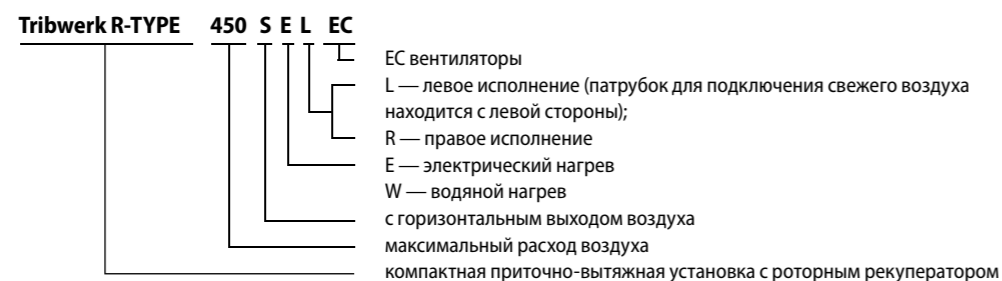 Tribwerk R-TYPE 450 S E L EC
EC вентиляторы
L — левое исполнение (патрубок для подключения свежего воздуха
находится с левой стороны);
R — правое исполнение
E — электрический нагрев
W — водяной нагрев
с горизонтальным выходом воздуха
максимальный расход воздуха
компактная приточно-вытяжная установка с роторным рекуператором